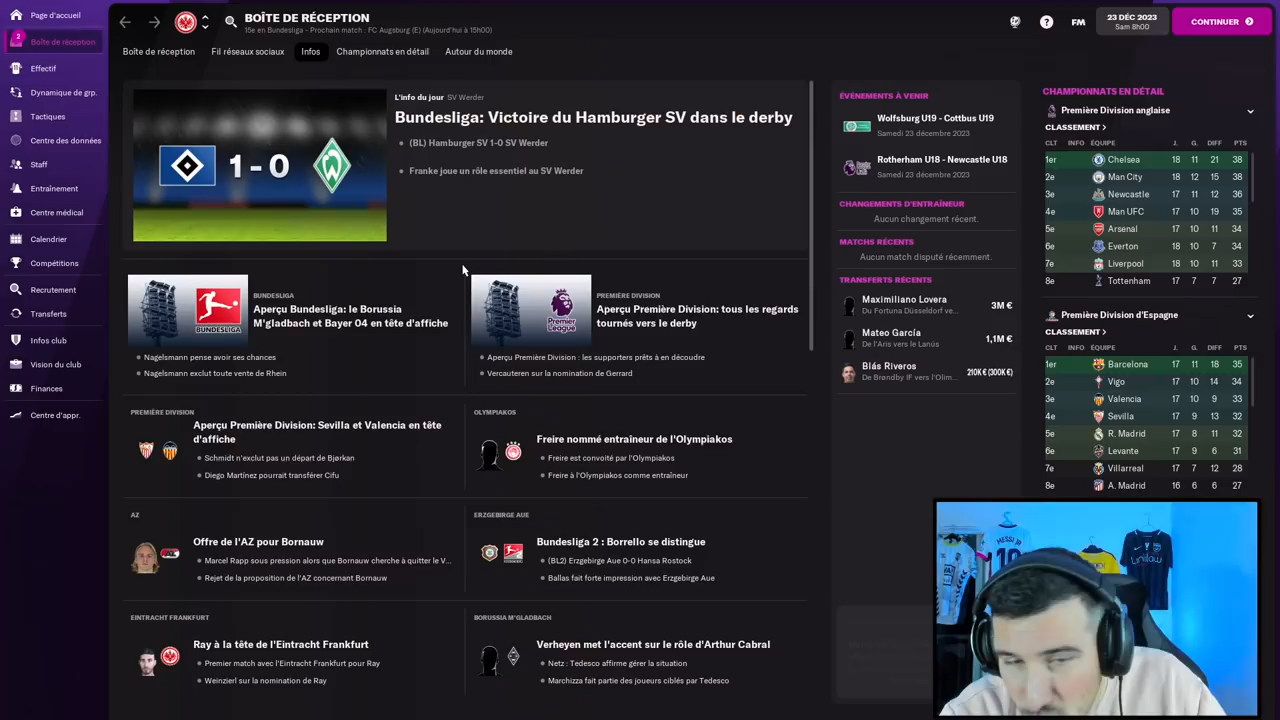 Page d'accueil
2
Boîte de réception
Effectif
Dynamique de grp.
Tactiques
Centre des données
Staff
Entraînement
Centre médical
Calendrier
Compétitions
Recrutement
Transferts
Infos club
Vision du club
Finances
Centre d'appr.
BOÎTE DE RÉCEPTION
15e en Bundesliga - Prochain match : FC Augsburg (E) (Aujourd'hui à 15h00)
FM
23 DÉC 2023
Sam 8h00
CONTINUER
Boîte de réception
Fil réseaux sociaux
Infos
Championnats en détail
Autour du monde
L'info du jour SV Werder
Bundesliga: Victoire du Hamburger SV dans le derby
(BL) Hamburger SV 1-0 SV Werder
Franke joue un rôle essentiel au SV Werder
1 - 0
BUNDESLIGA
BUNDESLIGA
Aperçu Bundesliga: le Borussia
M'gladbach et Bayer 04 en tête d'affiche
Nagelsmann pense avoir ses chances
Nagelsmann exclut toute vente de Rhein
Premier League
PREMIÈRE DIVISION
Aperçu Première Division: tous les regards
tournés vers le derby
Aperçu Première Division : les supporters prêts à en découdre
Vercauteren sur la nomination de Gerrard
PREMIÈRE DIVISION
Aperçu Première Division: Sevilla et Valencia en tête
d'affiche
Schmidt n'exclut pas un départ de Bjørkan
Diego Martínez pourrait transférer Cifu
OLYMPIAKOS
Freire nommé entraîneur de l'Olympiakos
Freire est convoité par l'Olympiakos
Freire à l'Olympiakos comme entraîneur
AZ
Offre de l'AZ pour Bornauw
Marcel Rapp sous pression alors que Bornauw cherche à quitter le V...
Rejet de la proposition de l'AZ concernant Bornauw
ERZGEBIRGE AUE
Bundesliga 2 : Borrello se distingue
(BL2) Erzgebirge Aue 0-0 Hansa Rostock
Ballas fait forte impression avec Erzgebirge Aue
EINTRACHT FRANKFURT
Ray à la tête de l'Eintracht Frankfurt
Premier match avec l'Eintracht Frankfurt pour Ray
Weinzierl sur la nomination de Ray
BORUSSIA M'GLADBACH
Verheyen met l'accent sur le rôle d'Arthur Cabral
Netz : Tedesco affirme gérer la situation
Marchizza fait partie des joueurs ciblés par Tedesco
ÉVÉNEMENTS À VENIR
Wolfsburg U19 - Cottbus U19
Samedi 23 décembre 2023
Rotherham U18 - Newcastle U18
Samedi 23 décembre 2023
CHANGEMENTS D'ENTRAÎNEUR
Aucun changement récent.
MATCHS RÉCENTS
Aucun match disputé récemment.
TRANSFERTS RÉCENTS
Maximiliano Lovera
Du Fortuna Düsseldorf ve...
3M €
Mateo García
De l'Aris vers le Lanús
1,1M €
Blás Riveros
De Brøndby IF vers l'Olim...
210K € (300K €)
CHAMPIONNATS EN DÉTAIL
Première Division anglaise
CLASSEMENT >
CLT INFO ÉQUIPE J. G. DIFF PTS
1er Chelsea 18 11 21 38
2e Man City 18 12 15 38
3e Newcastle 17 11 12 36
4e Man UFC 17 10 19 35
5e Arsenal 17 10 11 34
6e Everton 18 10 7 34
7e Liverpool 18 10 11 33
8e Tottenham 17 8 11 27
Première Division d'Espagne
CLASSEMENT >
CLT INFO ÉQUIPE J. G. DIFF PTS
1er Barcelona 17 11 18 35
2e Vigo 17 10 14 34
3e Valencia 17 10 9 33
4e Sevilla 17 9 13 32
5e R. Madrid 17 8 11 32
6e Levante 17 9 6 31
7e Villarreal 17 7 12 28
8e A. Madrid 16 6 6 27
MESSI JR
10